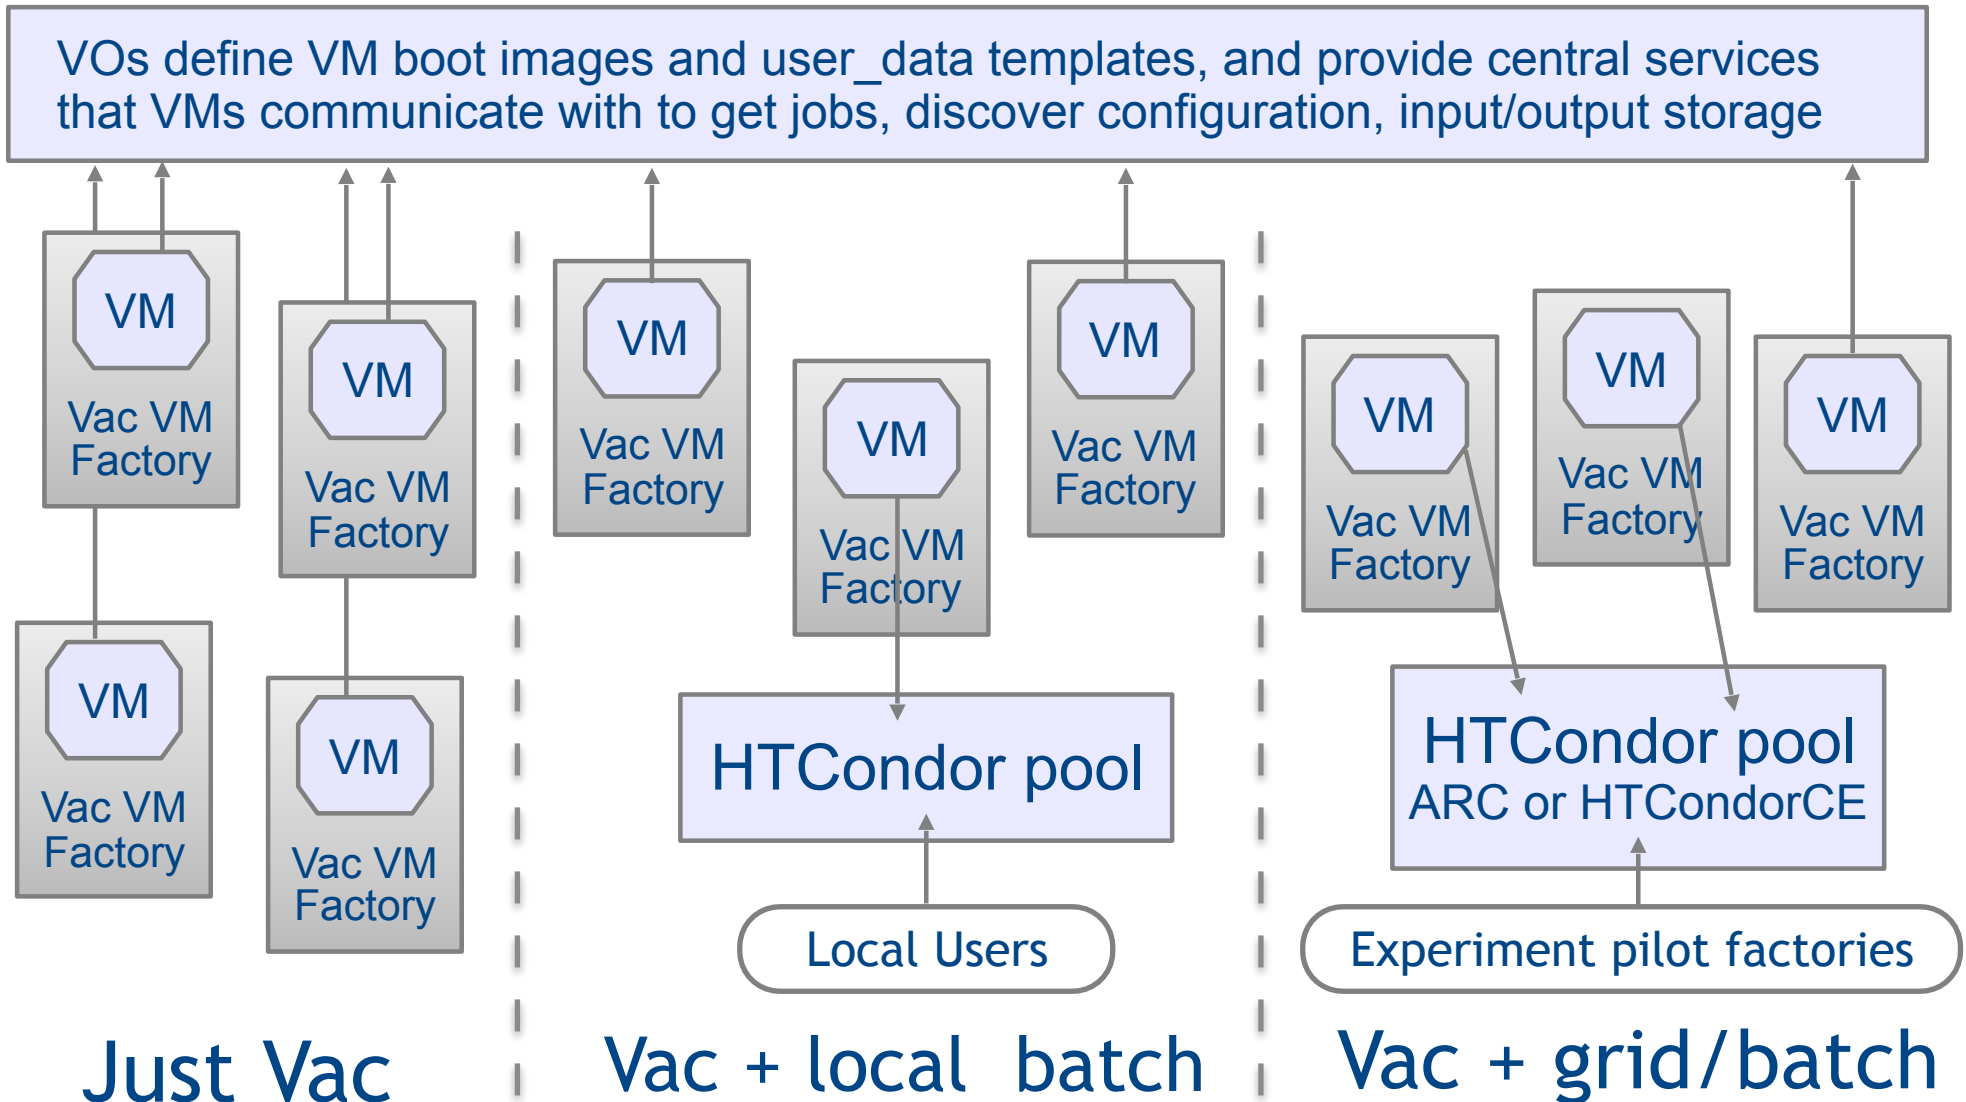 VOs define VM boot images and user_data templates, and provide central services
that VMs communicate with to get jobs, discover configuration, input/output storage
VM
Vac VM
Factory
VM
Vac VM
Factory
VM
Vac VM
Factory
VM
Vac VM
Factory
Just Vac
VM
Vac VM
Factory
VM
Vac VM
Factory
VM
Vac VM
Factory
HTCondor pool
Local Users
Vac + local batch
VM
Vac VM
Factory
VM
Vac VM
Factory
VM
Vac VM
Factory
HTCondor pool
ARC or HTCondorCE
Experiment pilot factories
Vac + grid/batch